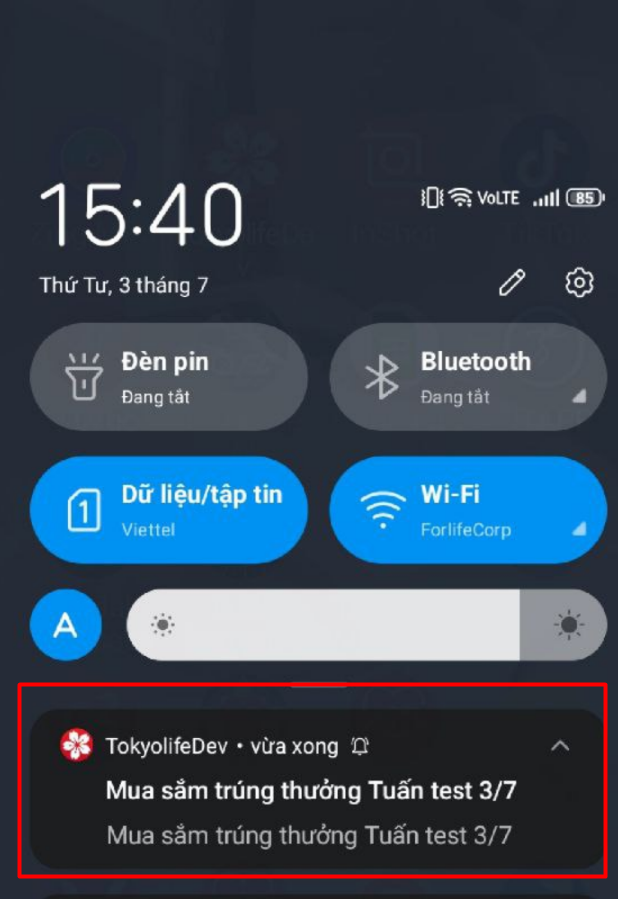 15:40
VoLTE 85
Thứ Tư, 3 tháng 7
Đèn pin
Đang tắt
Bluetooth
Đang tắt
1
Dữ liệu/tập tin
Viettel
Wi-Fi
ForlifeCorp
A
TokyolifeDev • vừa xong
Mua sắm trúng thưởng Tuấn test 3/7
Mua sắm trúng thưởng Tuấn test 3/7